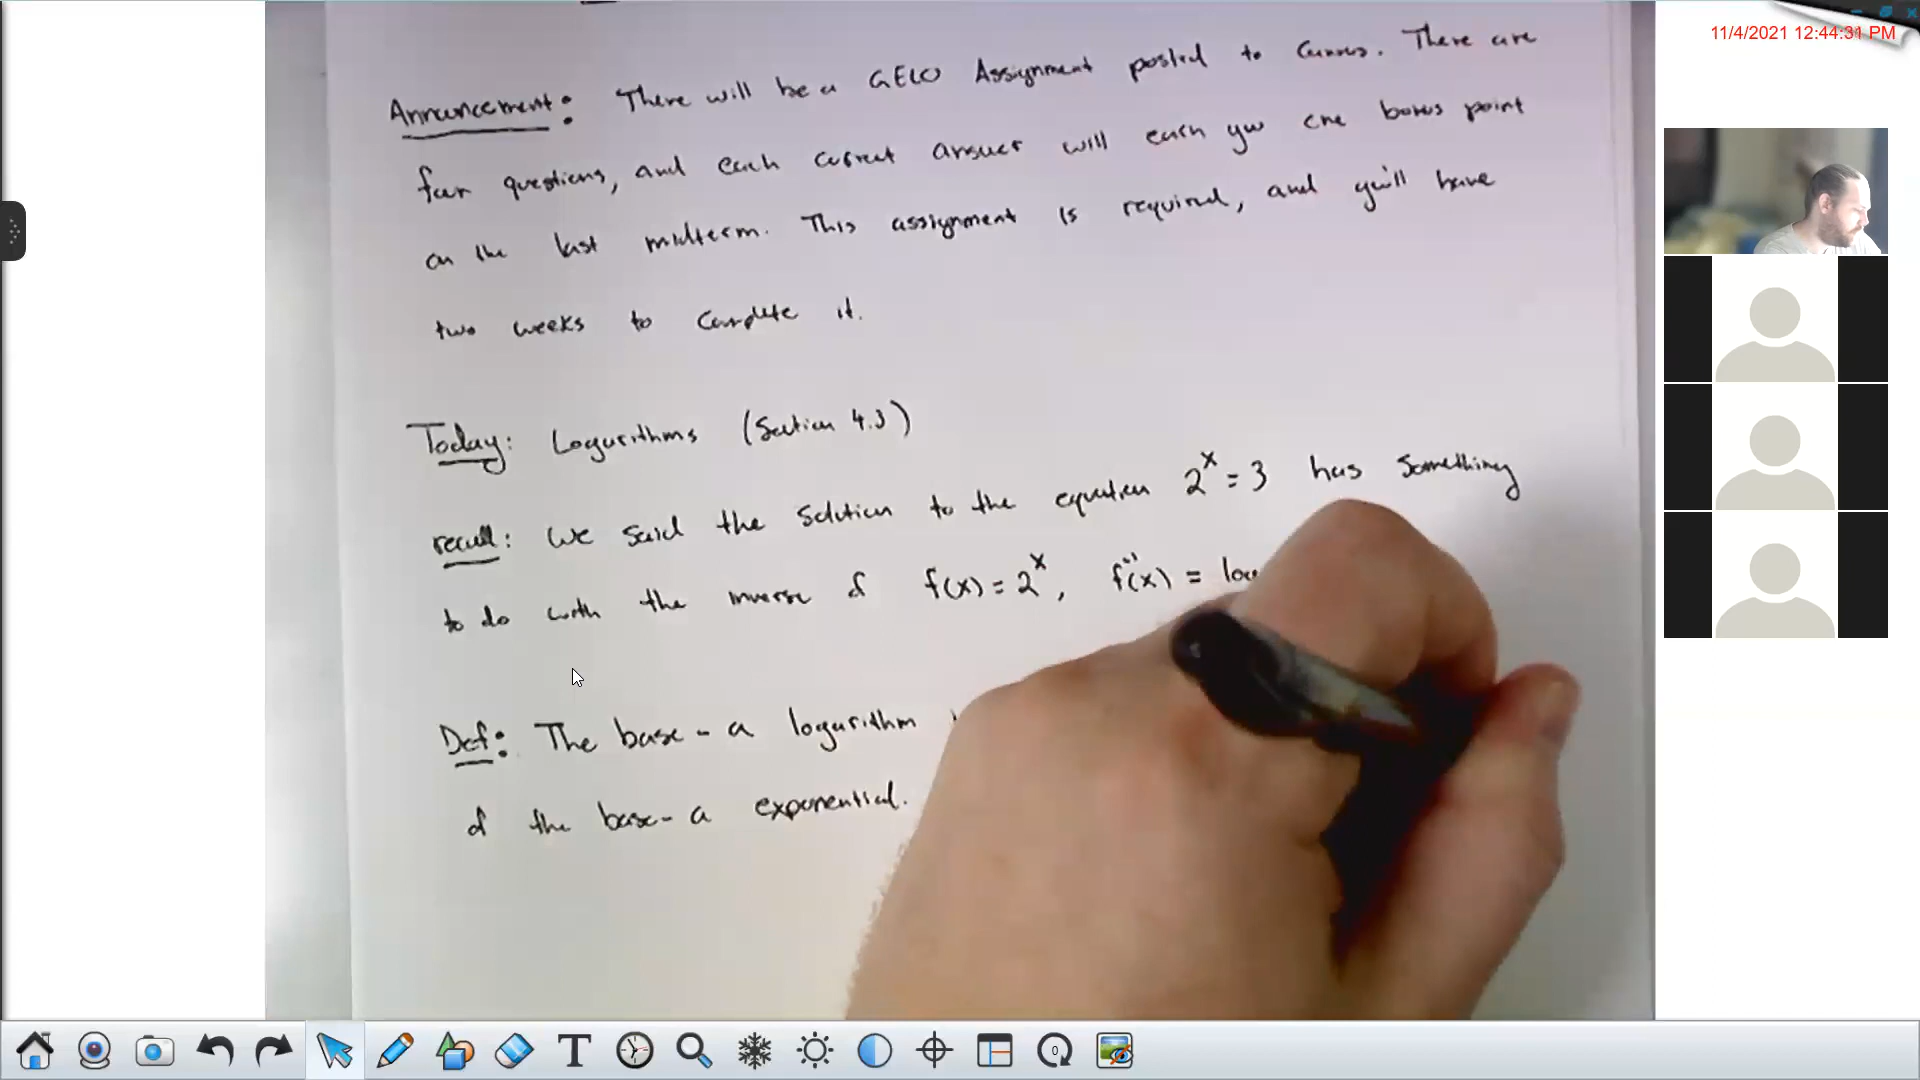 11/4/2021 12:44:31 PM
Announcement: There will be a GELO Assignment posted to Canvas. There are
four questions, and each correct answer will earn you one bonus point
on the last midterm. This assignment is required, and you'll have
two weeks to complete it.
Today: Logarithms (Section 4.3)
recall: We said the solution to the equation 2^x = 3 has something
to do with the inverse of f(x) = 2^x, f^-1(x) = log
Def: The base-a logarithm
of the base-a exponential.
T
0